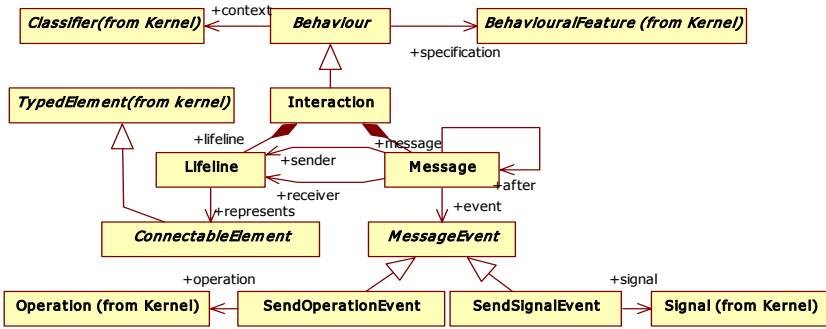 Classifier(from Kernel)
+context
Behaviour
BehaviouralFeature (from Kernel)
+specification
TypedElement(from kernel)
Interaction
+lifeline
+message
Lifeline
+sender
Message
+receiver
+after
+represents
+event
ConnectableElement
MessageEvent
+operation
+signal
Operation (from Kernel)
SendOperationEvent
SendSignalEvent
Signal (from Kernel)